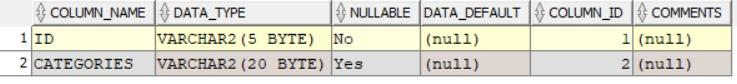 COLUMN_NAME DATA_TYPE NULLABLE DATA_DEFAULT COLUMN_ID COMMENTS
1 ID VARCHAR2(5 BYTE) No (null) 1 (null)
2 CATEGORIES VARCHAR2(20 BYTE) Yes (null) 2 (null)